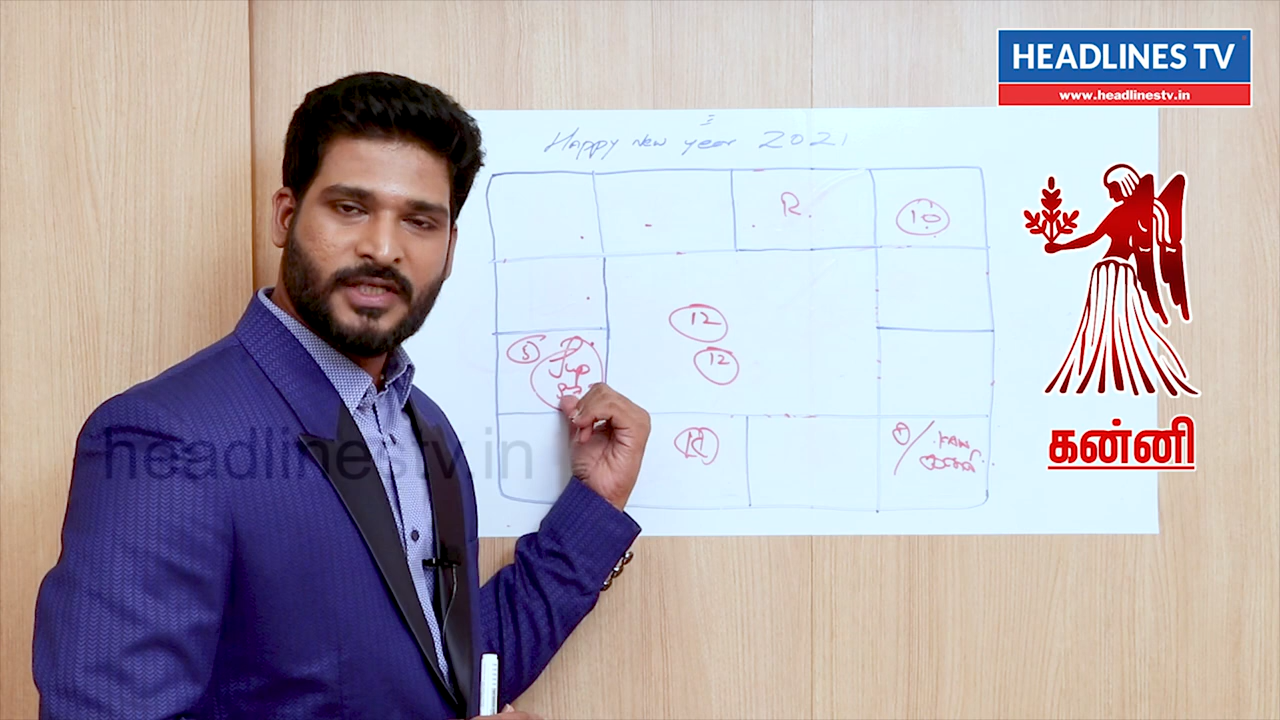 HEADLINES TV
www.headlinestv.in
Happy new year 2021
R.
10
12
12
5
Jup
கன்னி
headlinestv.in